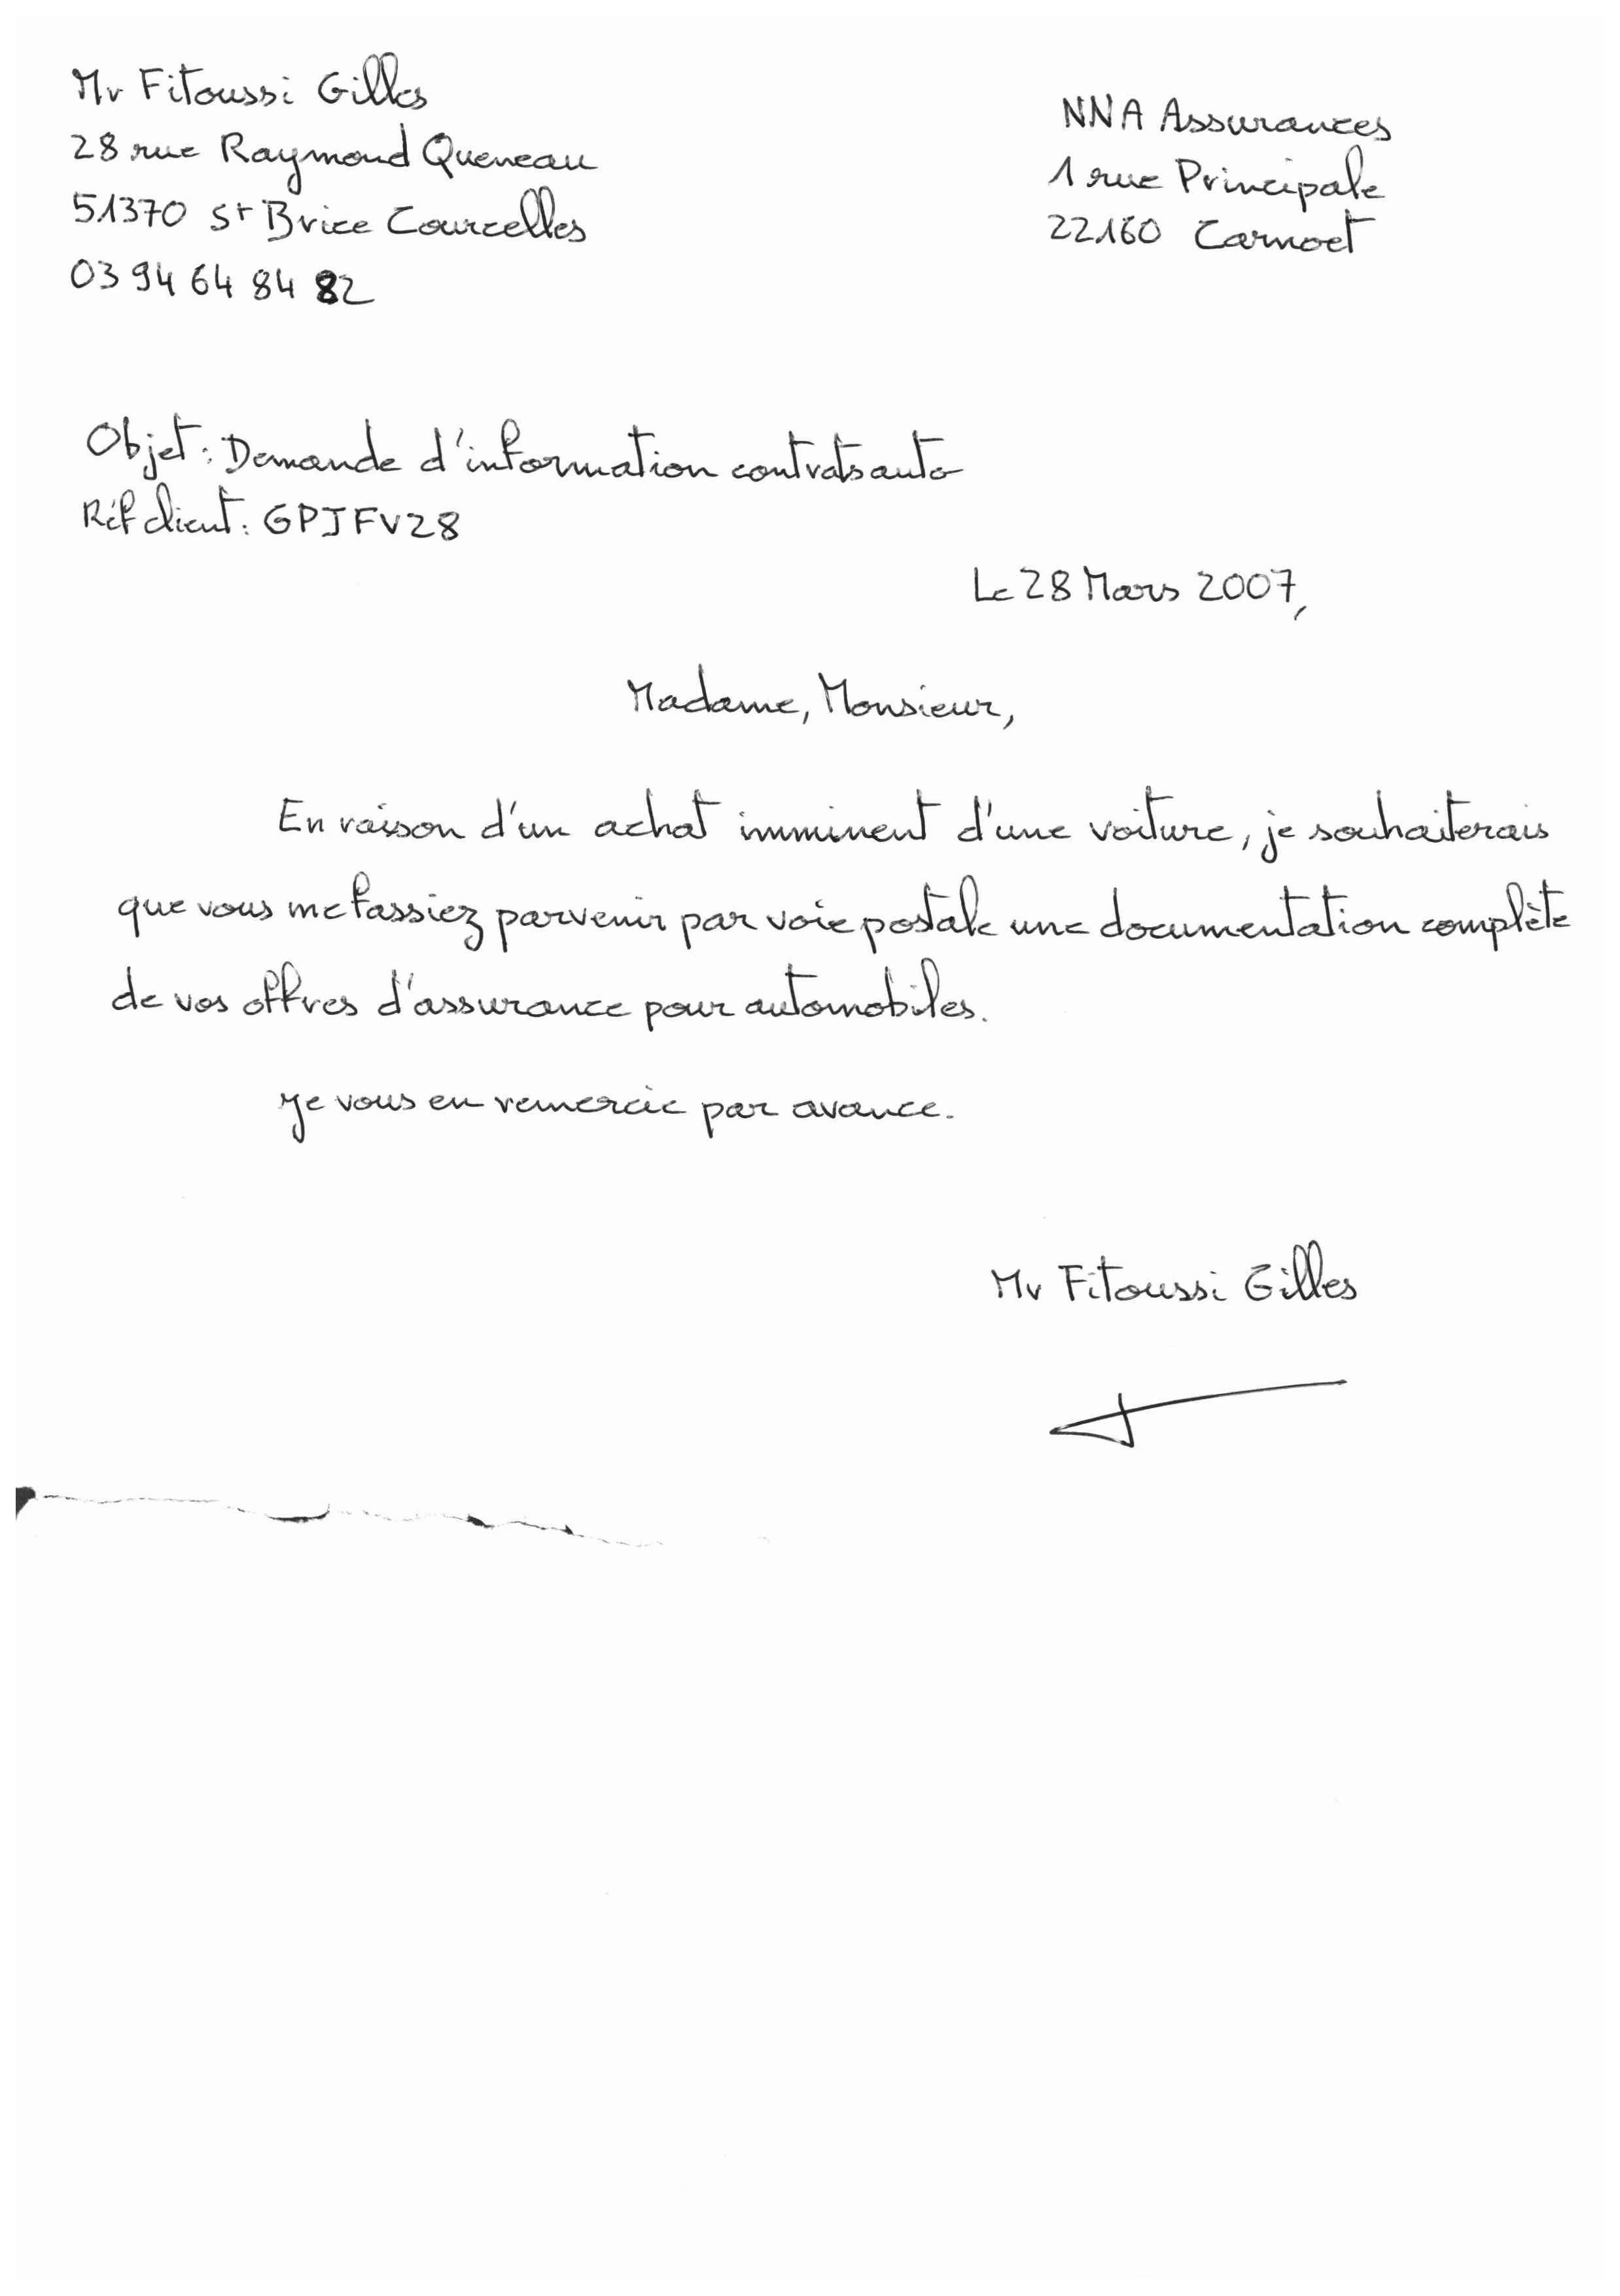 Mr Fitoussi Gilles
28 rue Raymond Queneau
51370 St Brice Courcelles
03 94 64 84 82
NNA Assurances
1 rue Principale
22160 Carnoet
Objet : Demande d'information contrats auto
Réf client : GPJFV28
Le 28 Mars 2007,
Madame, Monsieur,
En raison d'un achat imminent d'une voiture, je souhaiterais
que vous me fassiez parvenir par voie postale une documentation complète
de vos offres d'assurance pour automobiles.
Je vous en remercie par avance.
Mr Fitoussi Gilles